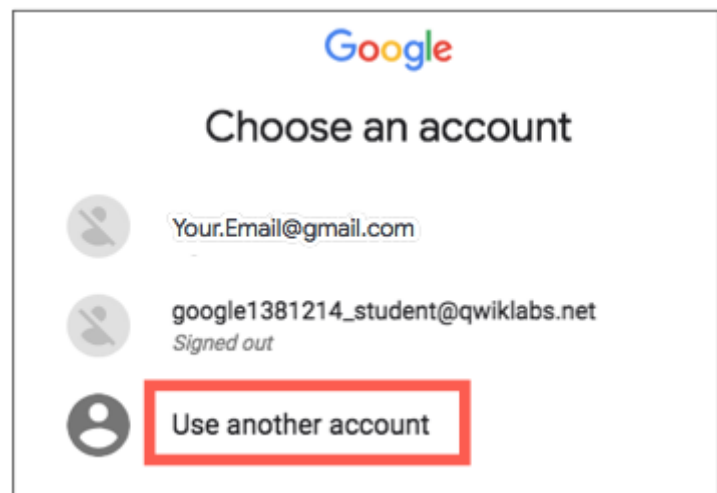 Google
Choose an account
Your.Email@gmail.com
google1381214_student@qwiklabs.net
Signed out
Use another account